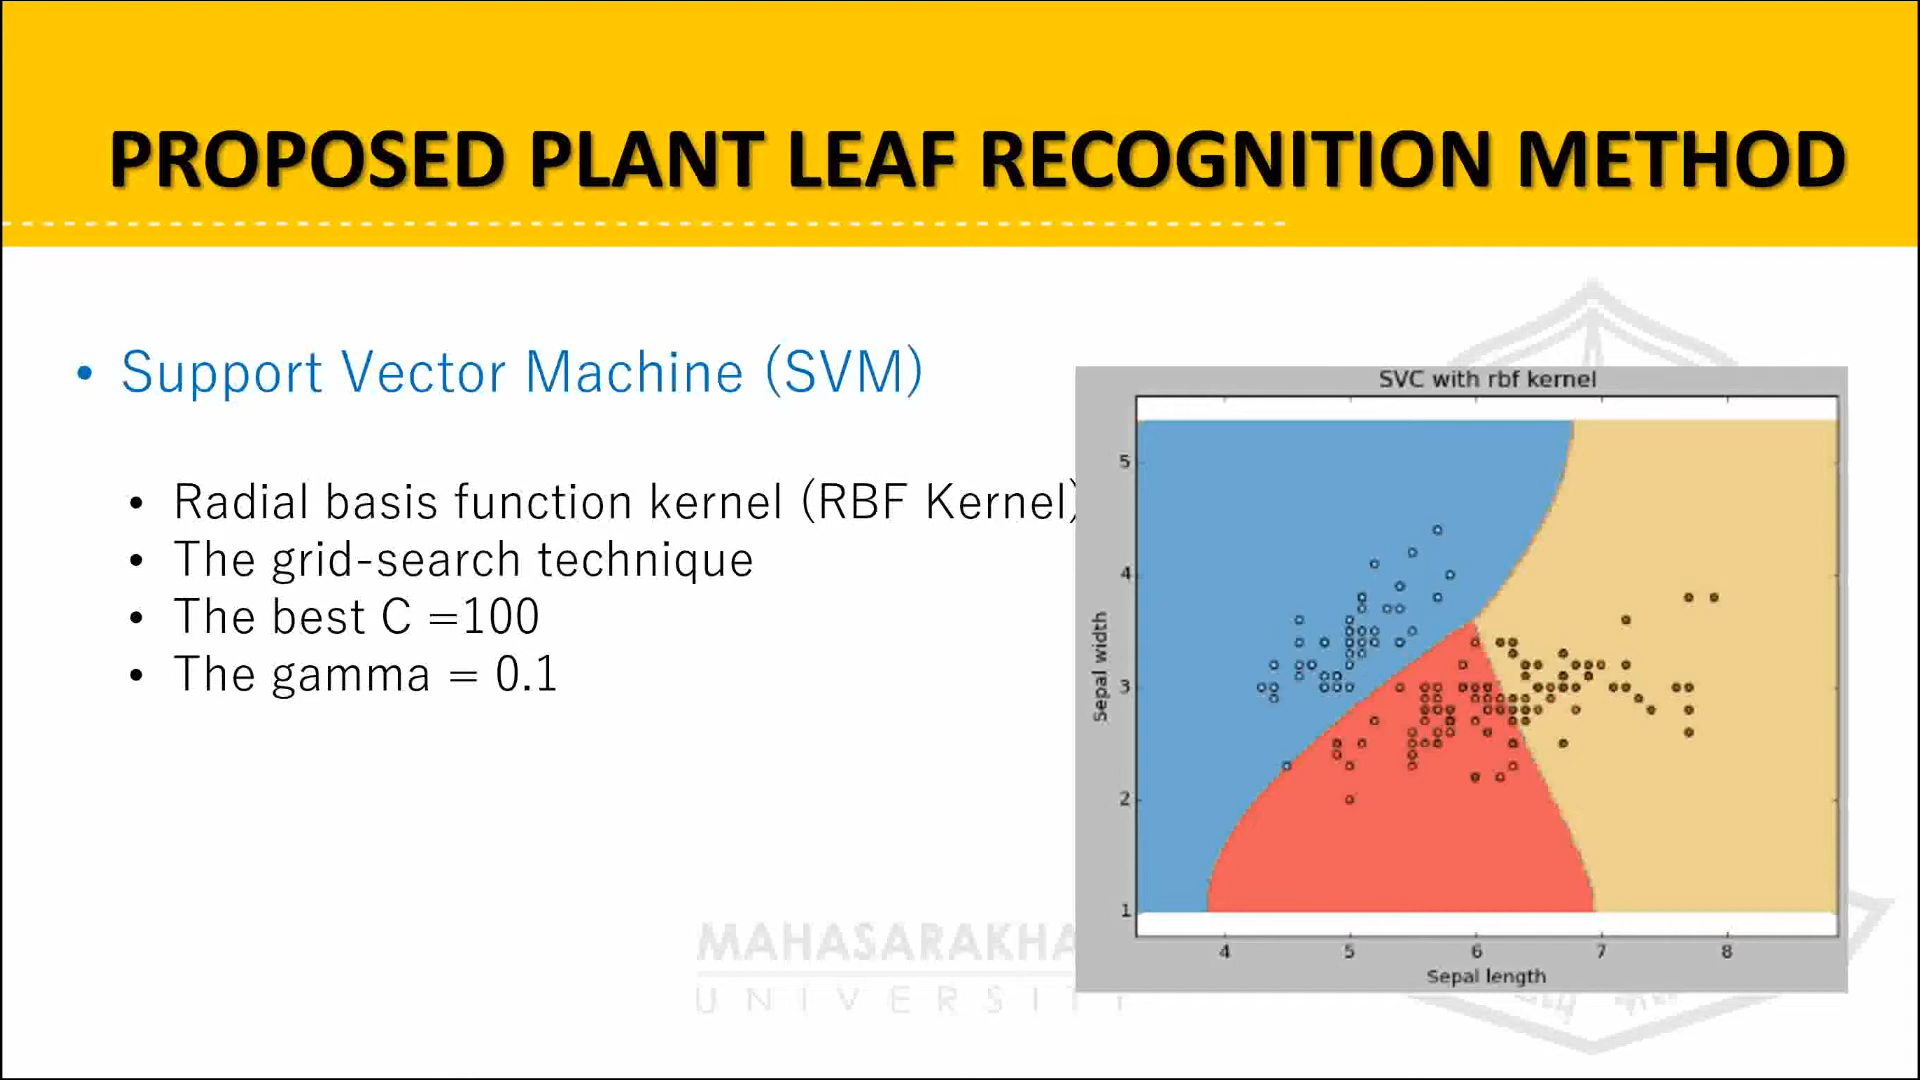 PROPOSED PLANT LEAF RECOGNITION METHOD
• Support Vector Machine (SVM)
• Radial basis function kernel (RBF Kernel)
• The grid-search technique
• The best C =100
• The gamma = 0.1
SVC with rbf kernel
5
4
3
2
1
Sepal width
4 5 6 7 8
Sepal length
MAHASARAKHA
UNIVERSITY